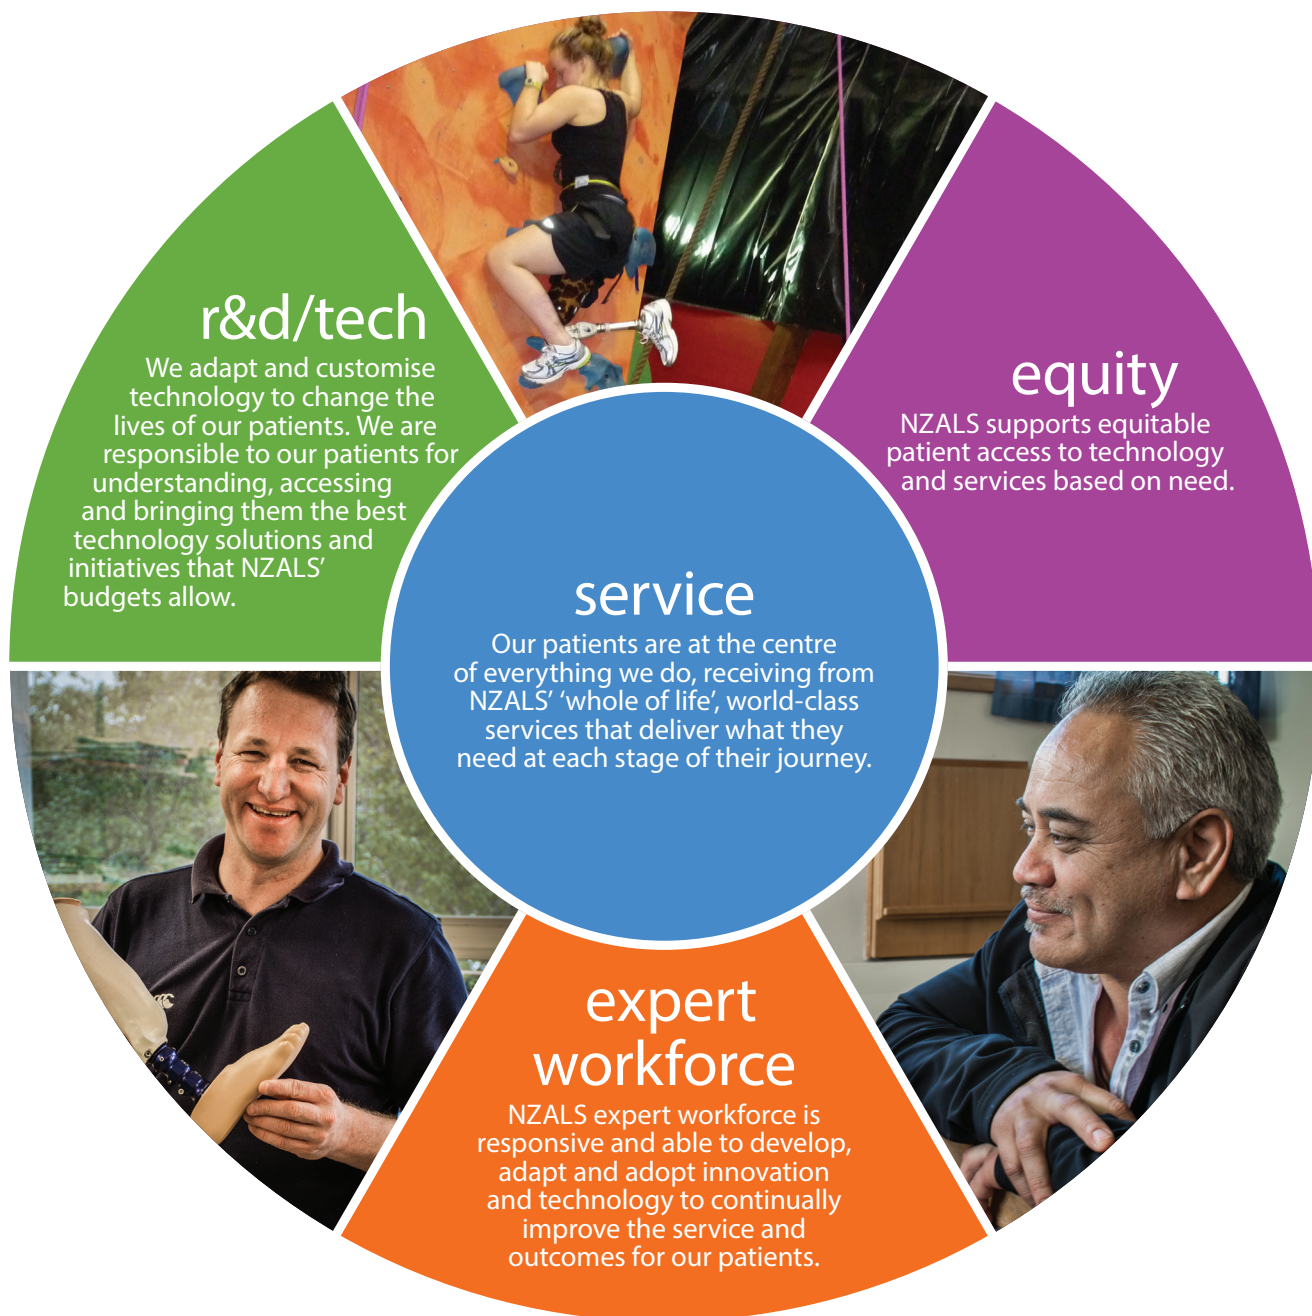 r&d/tech
We adapt and customise
technology to change the
lives of our patients. We are
responsible to our patients for
understanding, accessing
and bringing them the best
technology solutions and
initiatives that NZALS’
budgets allow.
equity
NZALS supports equitable
patient access to technology
and services based on need.
service
Our patients are at the centre
of everything we do, receiving from
NZALS’ ‘whole of life’, world-class
services that deliver what they
need at each stage of their journey.
expert
workforce
NZALS expert workforce is
responsive and able to develop,
adapt and adopt innovation
and technology to continually
improve the service and
outcomes for our patients.